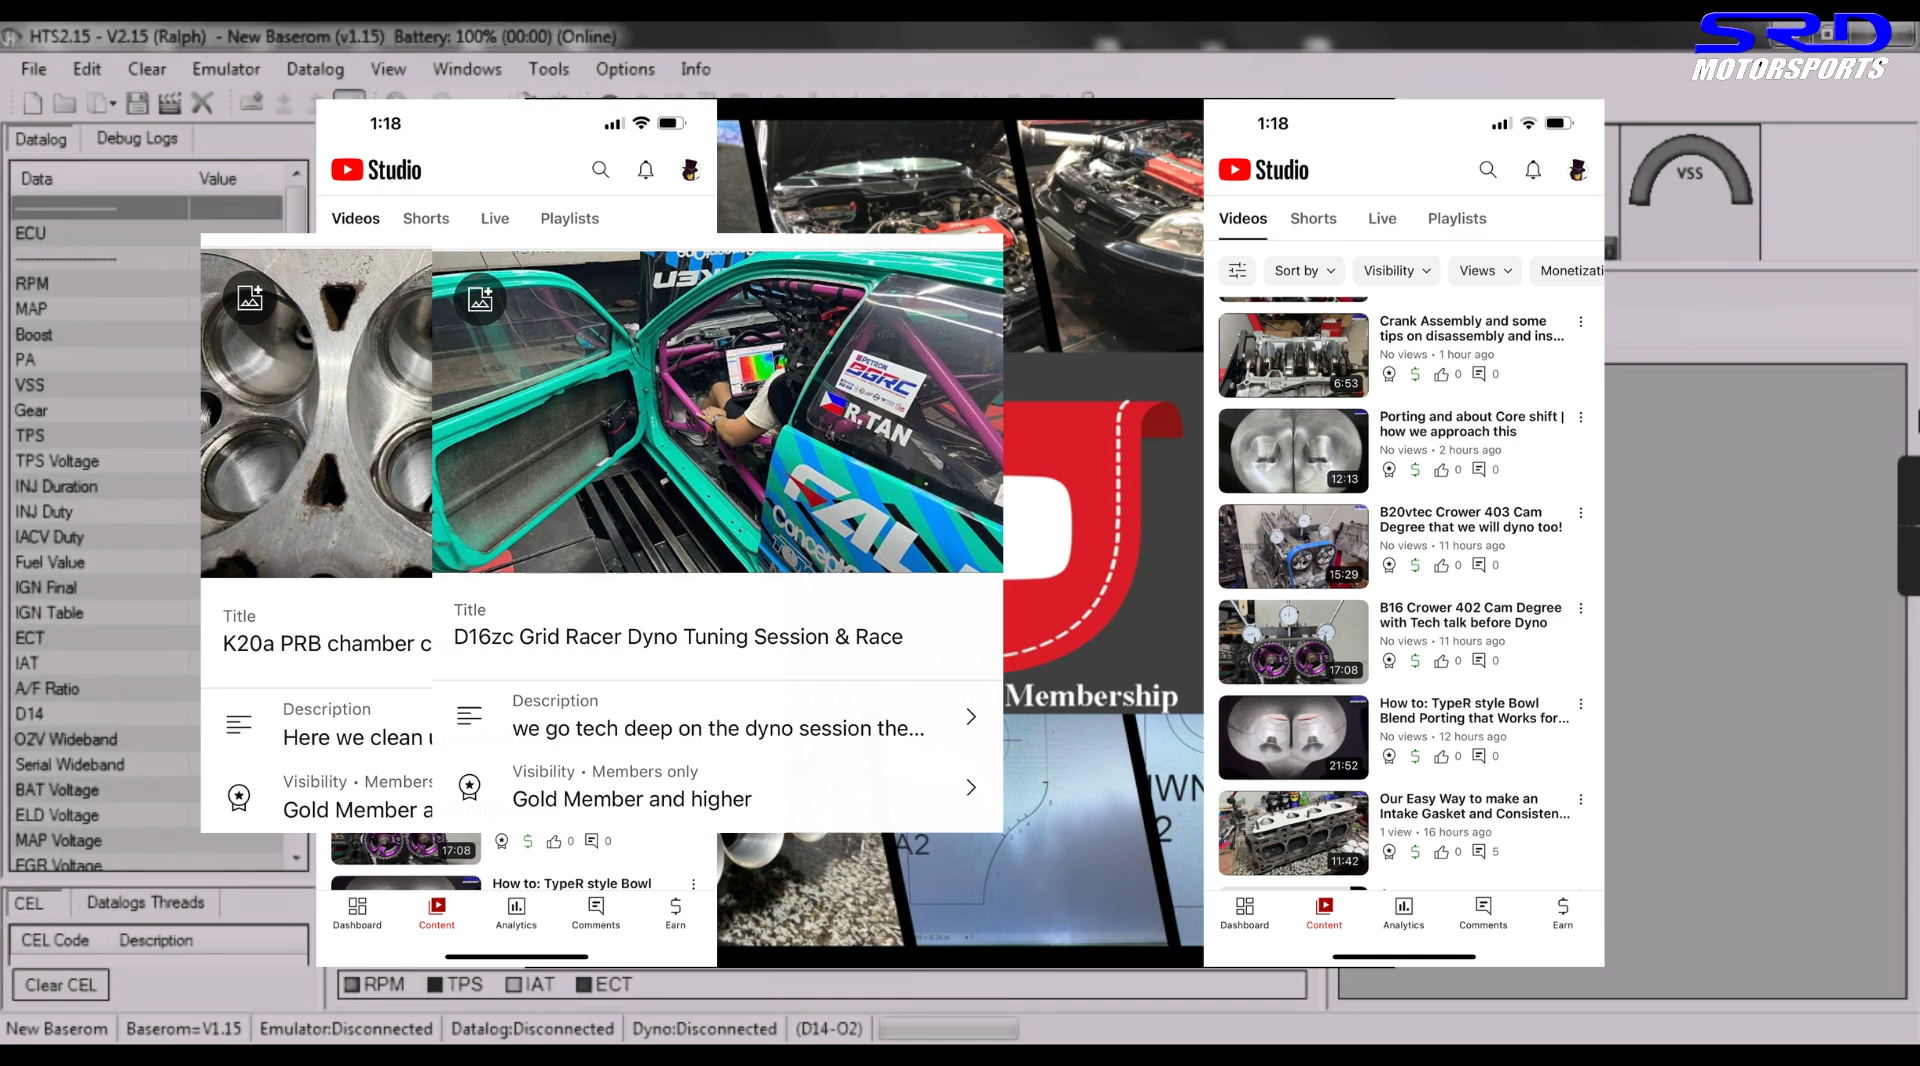 HTS2.15 - V2.15 (Ralph) - New Baserom (v1.15) Battery: 100% (00:00) (Online)
SRD
MOTORSPORTS
File Edit Clear Emulator Datalog View Windows Tools Options Info
Datalog Debug Logs
Data Value
ECU
RPM
MAP
Boost
PA
VSS
Gear
TPS
TPS Voltage
INJ Duration
INJ Duty
IACV Duty
Fuel Value
IGN Final
IGN Table
ECT
IAT
A/F Ratio
D14
O2V Wideband
Serial Wideband
BAT Voltage
ELD Voltage
MAP Voltage
EGR Voltage
CEL Datalogs Threads
CEL Code Description
Clear CEL
1:18
Studio
Videos Shorts Live Playlists
Title
K20a PRB chamber c
Description
Here we clean u
Visibility • Members
Gold Member a
PETRON
BGRC
R.TAN
FAL
Concept
Title
D16zc Grid Racer Dyno Tuning Session & Race
Description
we go tech deep on the dyno session the...
Visibility • Members only
Gold Member and higher
17:08
0 0
How to: TypeR style Bowl
Dashboard Content Analytics Comments Earn
Membership
A2
2
1:18
Studio
Videos Shorts Live Playlists
Sort by Visibility Views Monetizati
Crank Assembly and some
tips on disassembly and ins...
No views • 1 hour ago
6:53
0 0
Porting and about Core shift |
how we approach this
No views • 2 hours ago
12:13
0 0
B20vtec Crower 403 Cam
Degree that we will dyno too!
No views • 11 hours ago
15:29
0 0
B16 Crower 402 Cam Degree
with Tech talk before Dyno
No views • 11 hours ago
17:08
0 0
How to: TypeR style Bowl
Blend Porting that Works for...
No views • 12 hours ago
21:52
0 0
Our Easy Way to make an
Intake Gasket and Consisten...
1 view • 16 hours ago
11:42
0 5
Dashboard Content Analytics Comments Earn
VSS
RPM TPS IAT ECT
New Baserom Baserom=V1.15 Emulator:Disconnected Datalog:Disconnected Dyno:Disconnected (D14-O2)